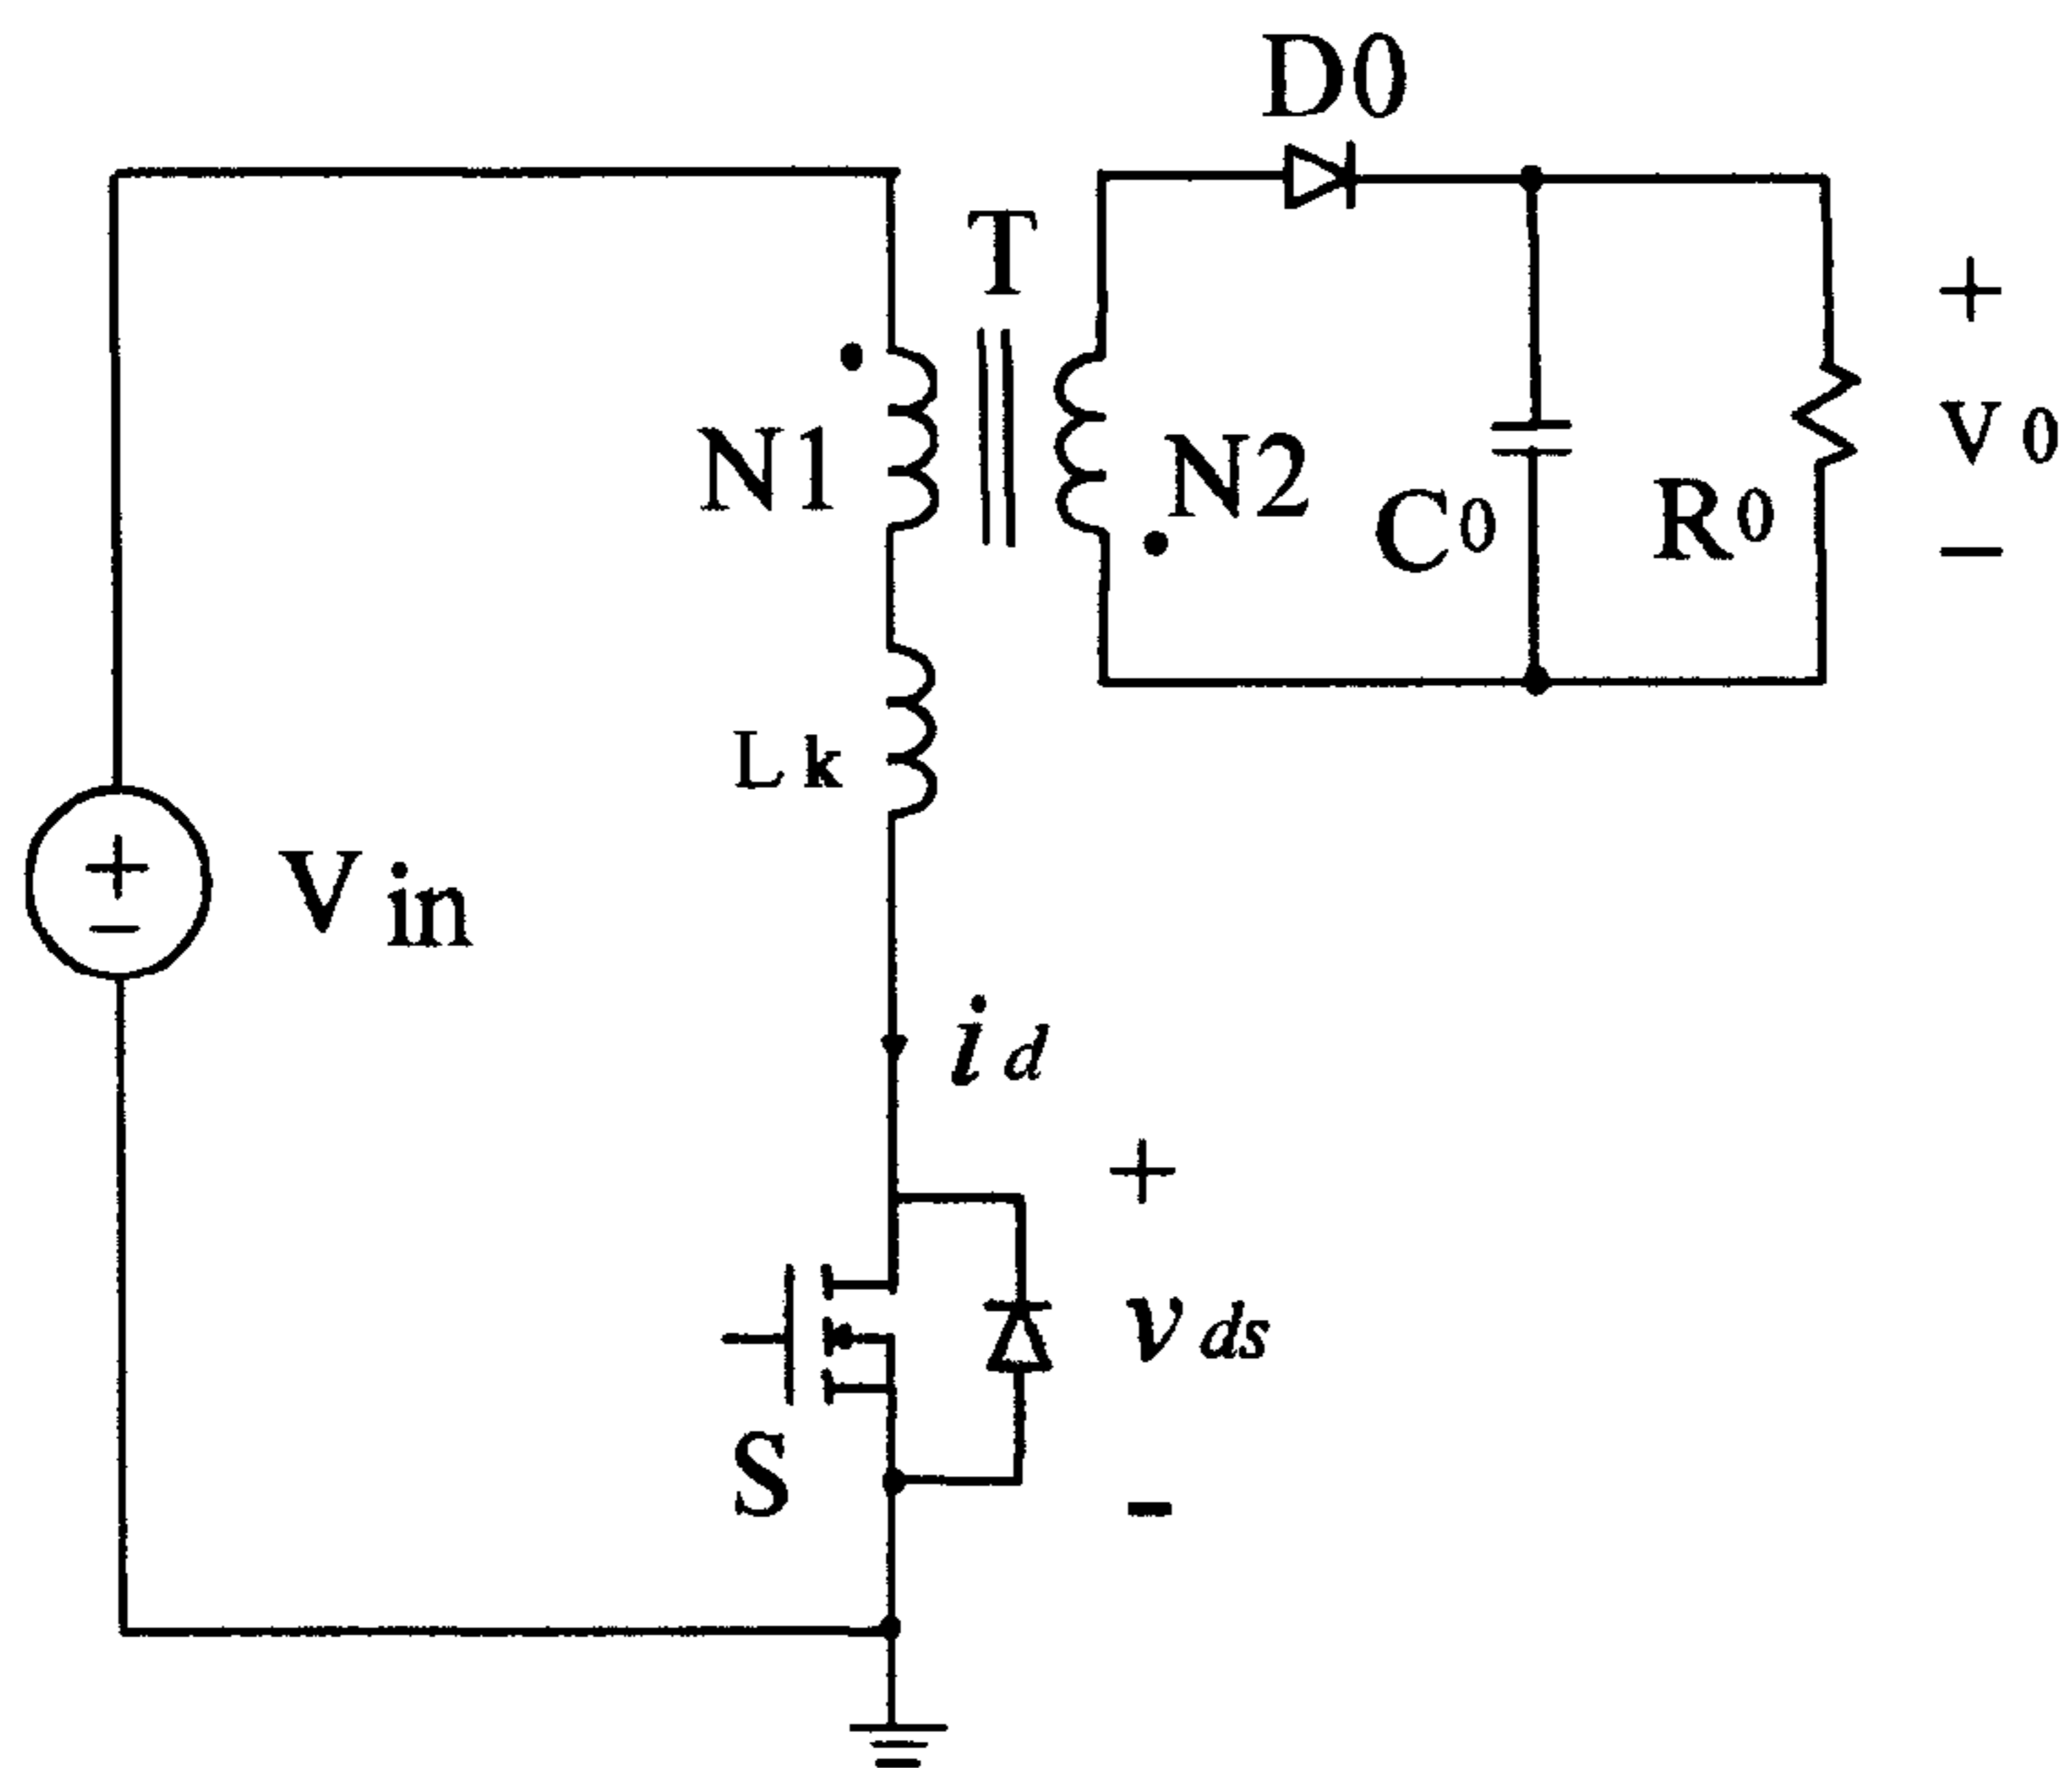 D0
T
+
N1
N2
C0
R0
V0
−
Lk
+
−
Vin
id
+
vds
S
-